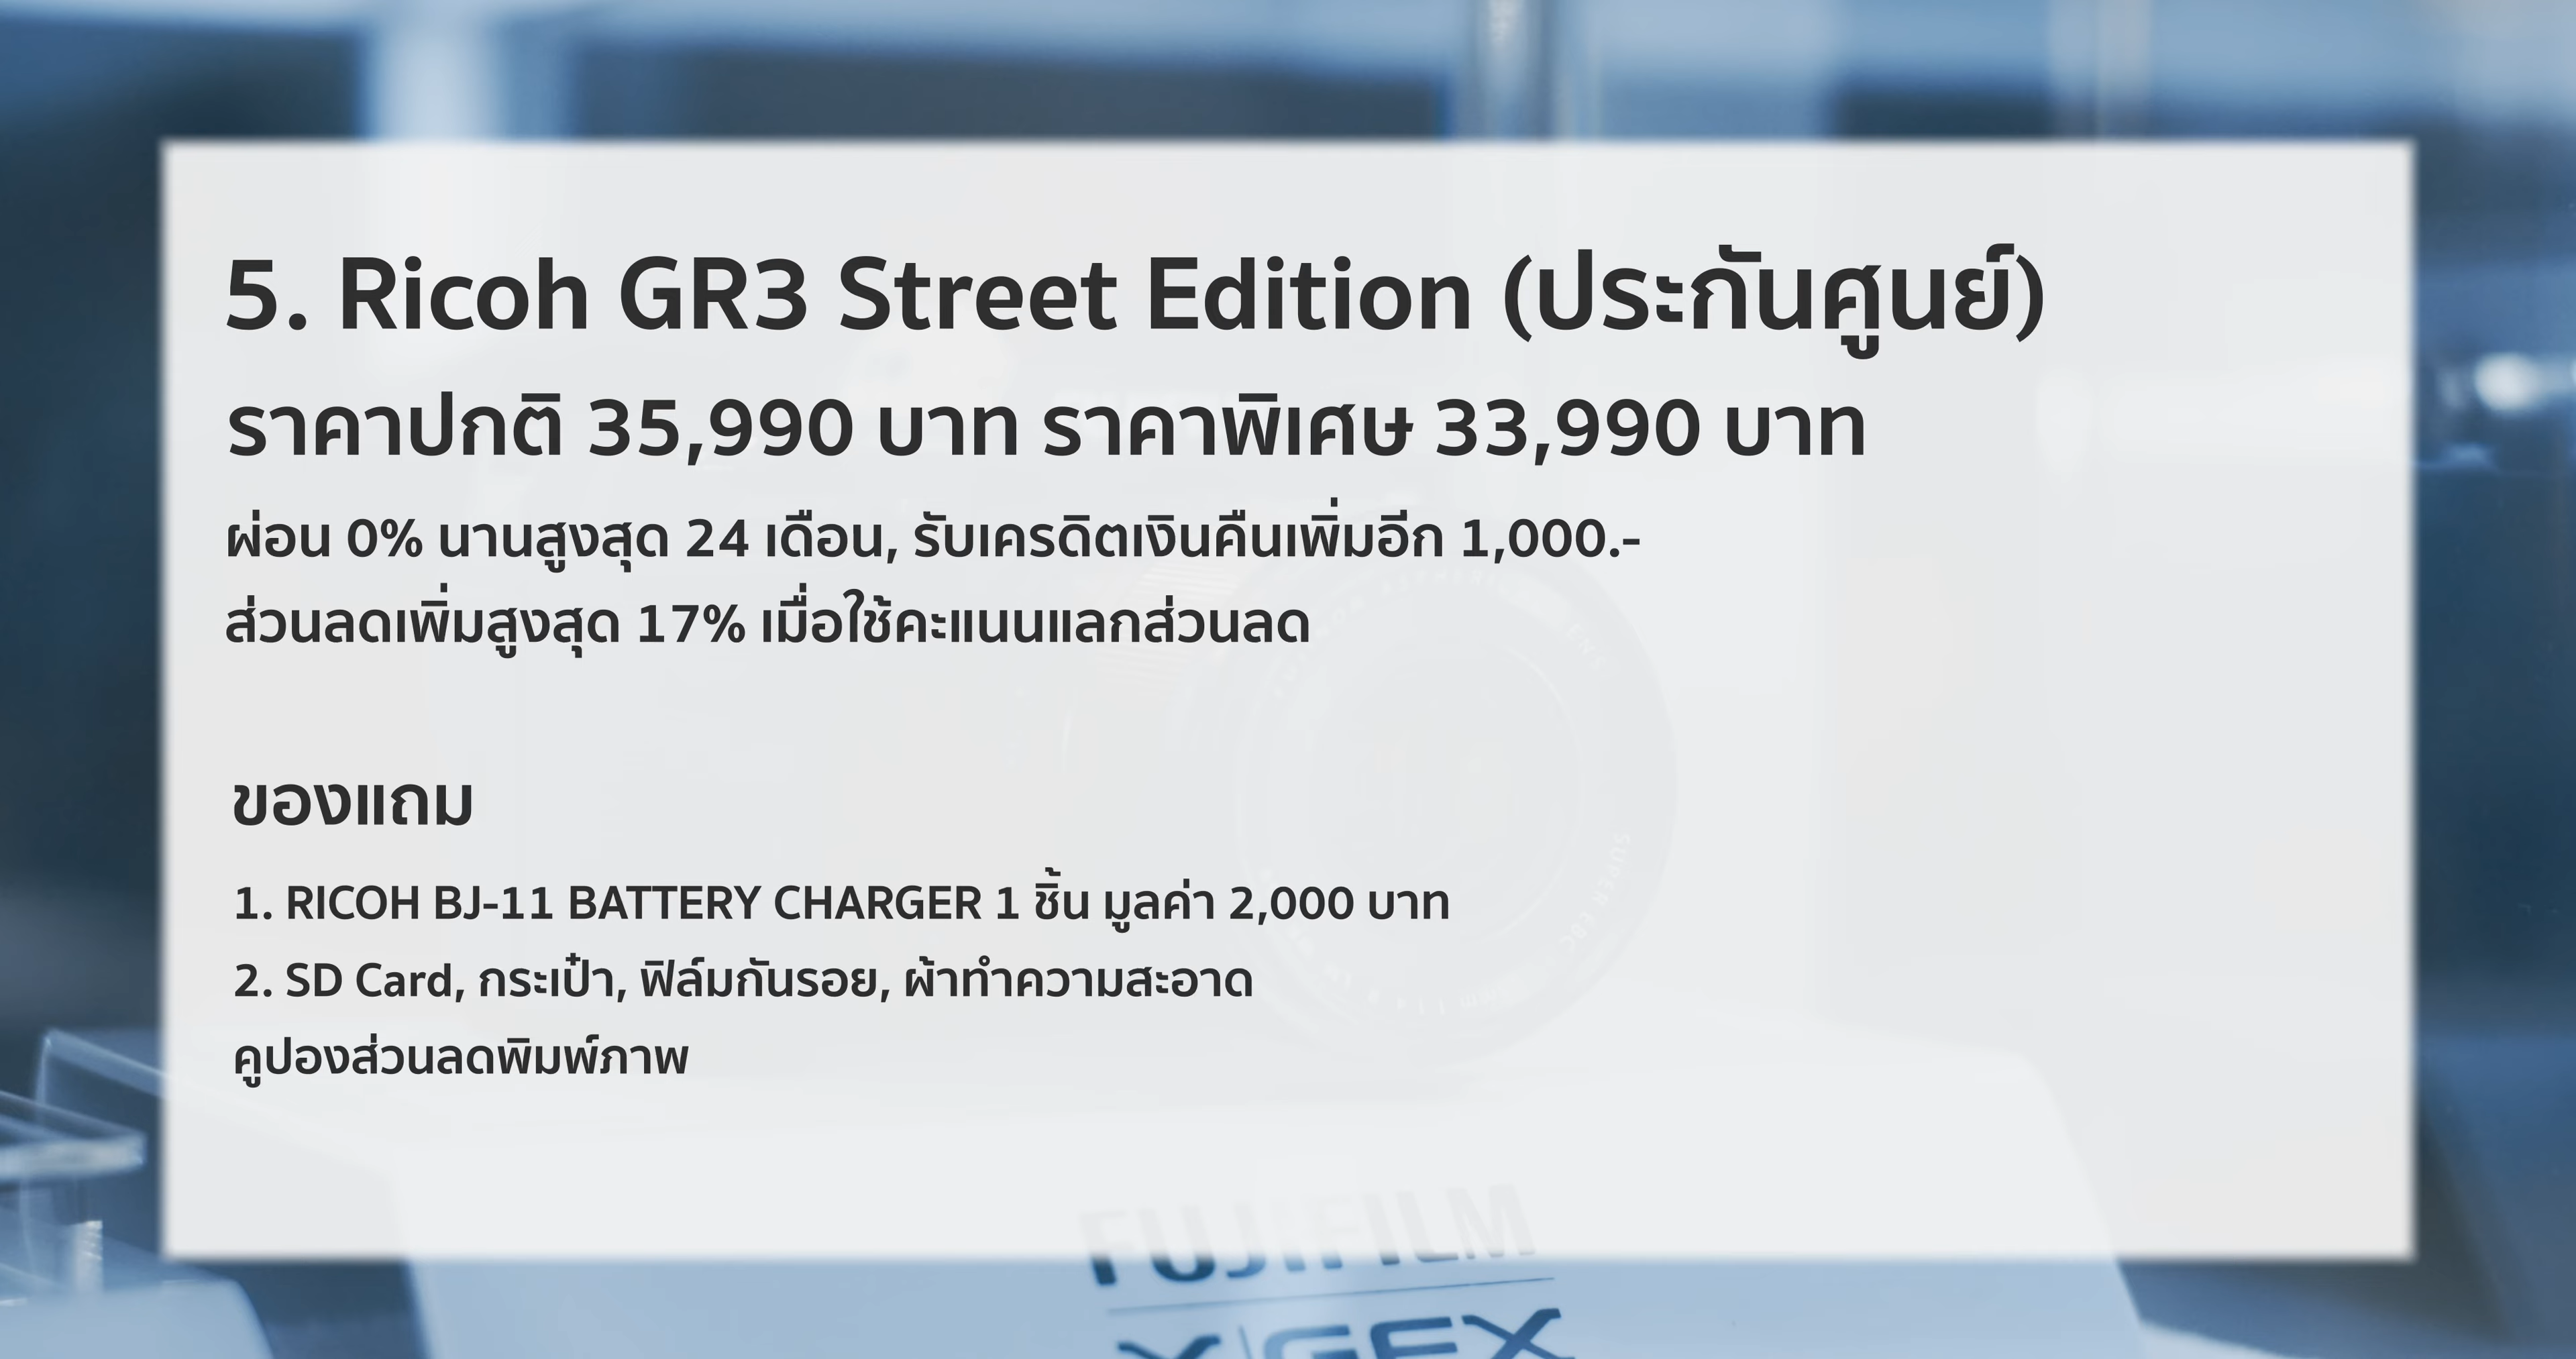 5. Ricoh GR3 Street Edition (ประกันศูนย์)
ราคาปกติ 35,990 บาท ราคาพิเศษ 33,990 บาท
ผ่อน 0% นานสูงสุด 24 เดือน, รับเครดิตเงินคืนเพิ่มอีก 1,000.-
ส่วนลดเพิ่มสูงสุด 17% เมื่อใช้คะแนนแลกส่วนลด
ของแถม
1. RICOH BJ-11 BATTERY CHARGER 1 ชิ้น มูลค่า 2,000 บาท
2. SD Card, กระเป๋า, ฟิล์มกันรอย, ผ้าทำความสะอาด
คูปองส่วนลดพิมพ์ภาพ
SUPER EBC
FUJIFILM
X|GFX